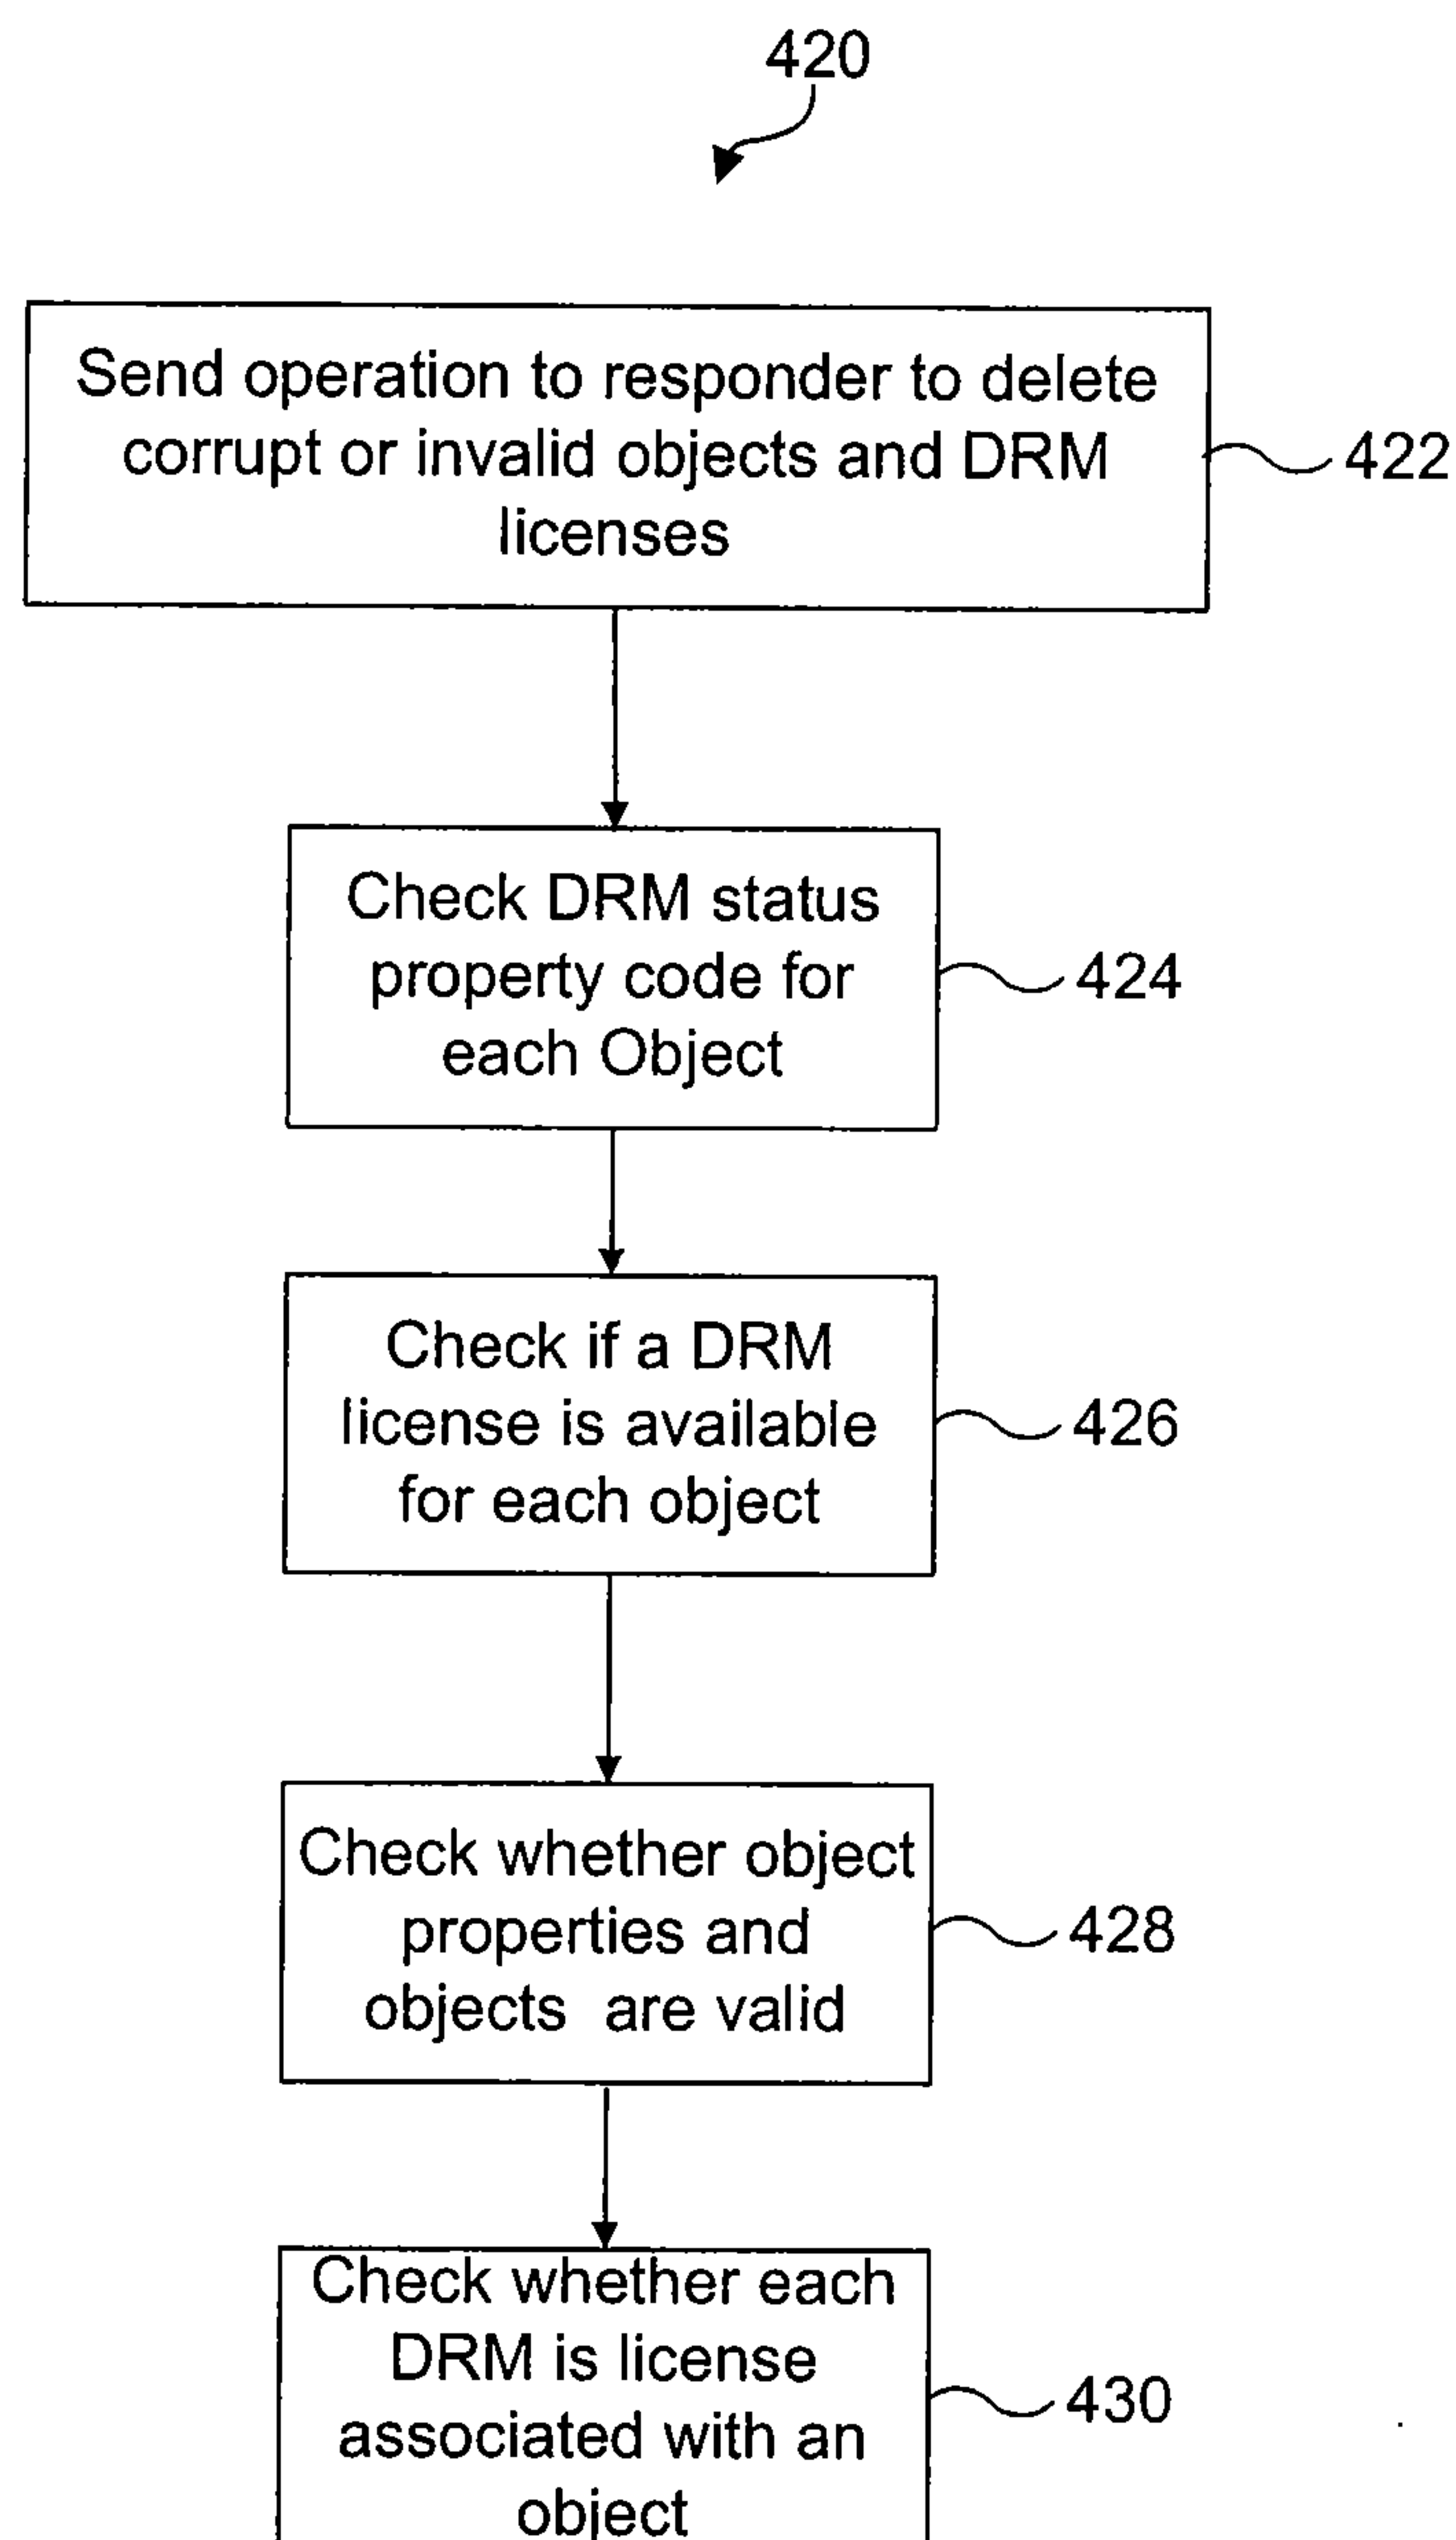 420
Send operation to responder to delete
corrupt or invalid objects and DRM
licenses
422
Check DRM status
property code for
each Object
424
Check if a DRM
license is available
for each object
426
Check whether object
properties and
objects are valid
428
Check whether each
DRM is license
associated with an
object
430